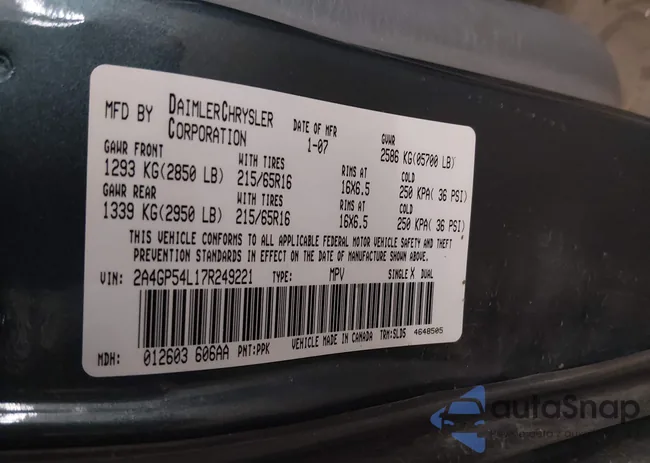 MFD BY DAIMLERCHRYSLER CORPORATION DATE OF MFR 1-07 GVWR 2586 KG(05700 LB)
GAWR FRONT WITH TIRES RIMS AT COLD
1293 KG(2850 LB) 215/65R16 16X6.5 250 KPA( 36 PSI)
GAWR REAR WITH TIRES RIMS AT COLD
1339 KG(2950 LB) 215/65R16 16X6.5 250 KPA( 36 PSI)
THIS VEHICLE CONFORMS TO ALL APPLICABLE FEDERAL MOTOR VEHICLE SAFETY AND THEFT
PREVENTION STANDARDS IN EFFECT ON THE DATE OF MANUFACTURE SHOWN ABOVE.
VIN: 2A4GP54L17R249221 TYPE: MPV SINGLE X DUAL
VEHICLE MADE IN CANADA TRM:SLD5 4648505
MDH: 012603 606AA PNT:PPK
autoSnap